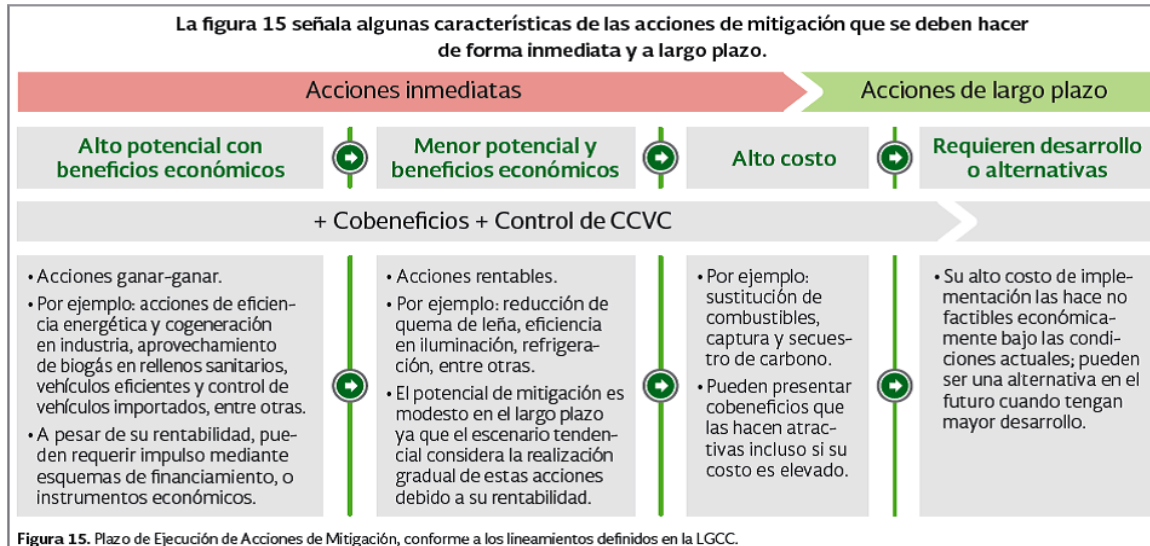 La figura 15 señala algunas características de las acciones de mitigación que se deben hacer
de forma inmediata y a largo plazo.
Acciones inmediatas
Acciones de largo plazo
Alto potencial con
beneficios económicos
Menor potencial y
beneficios económicos
Alto costo
Requieren desarrollo
o alternativas
+ Cobeneficios + Control de CCVC
• Acciones ganar-ganar.
• Por ejemplo: acciones de eficien-
cia energética y cogeneración
en industria, aprovechamiento
de biogás en rellenos sanitarios,
vehículos eficientes y control de
vehículos importados, entre otras.
• A pesar de su rentabilidad, pue-
den requerir impulso mediante
esquemas de financiamiento, o
instrumentos económicos.
• Acciones rentables.
• Por ejemplo: reducción de
quema de leña, eficiencia
en iluminación, refrigera-
ción, entre otras.
• El potencial de mitigación es
modesto en el largo plazo
ya que el escenario tenden-
cial considera la realización
gradual de estas acciones
debido a su rentabilidad.
• Por ejemplo:
sustitución de
combustibles,
captura y secues-
tro de carbono.
• Pueden presentar
cobeneficios que
las hacen atrac-
tivas incluso si su
costo es elevado.
• Su alto costo de imple-
mentación las hace no
factibles económica-
mente bajo las condi-
ciones actuales; pueden
ser una alternativa en el
futuro cuando tengan
mayor desarrollo.
Figura 15. Plazo de Ejecución de Acciones de Mitigación, conforme a los lineamientos definidos en la LGCC.